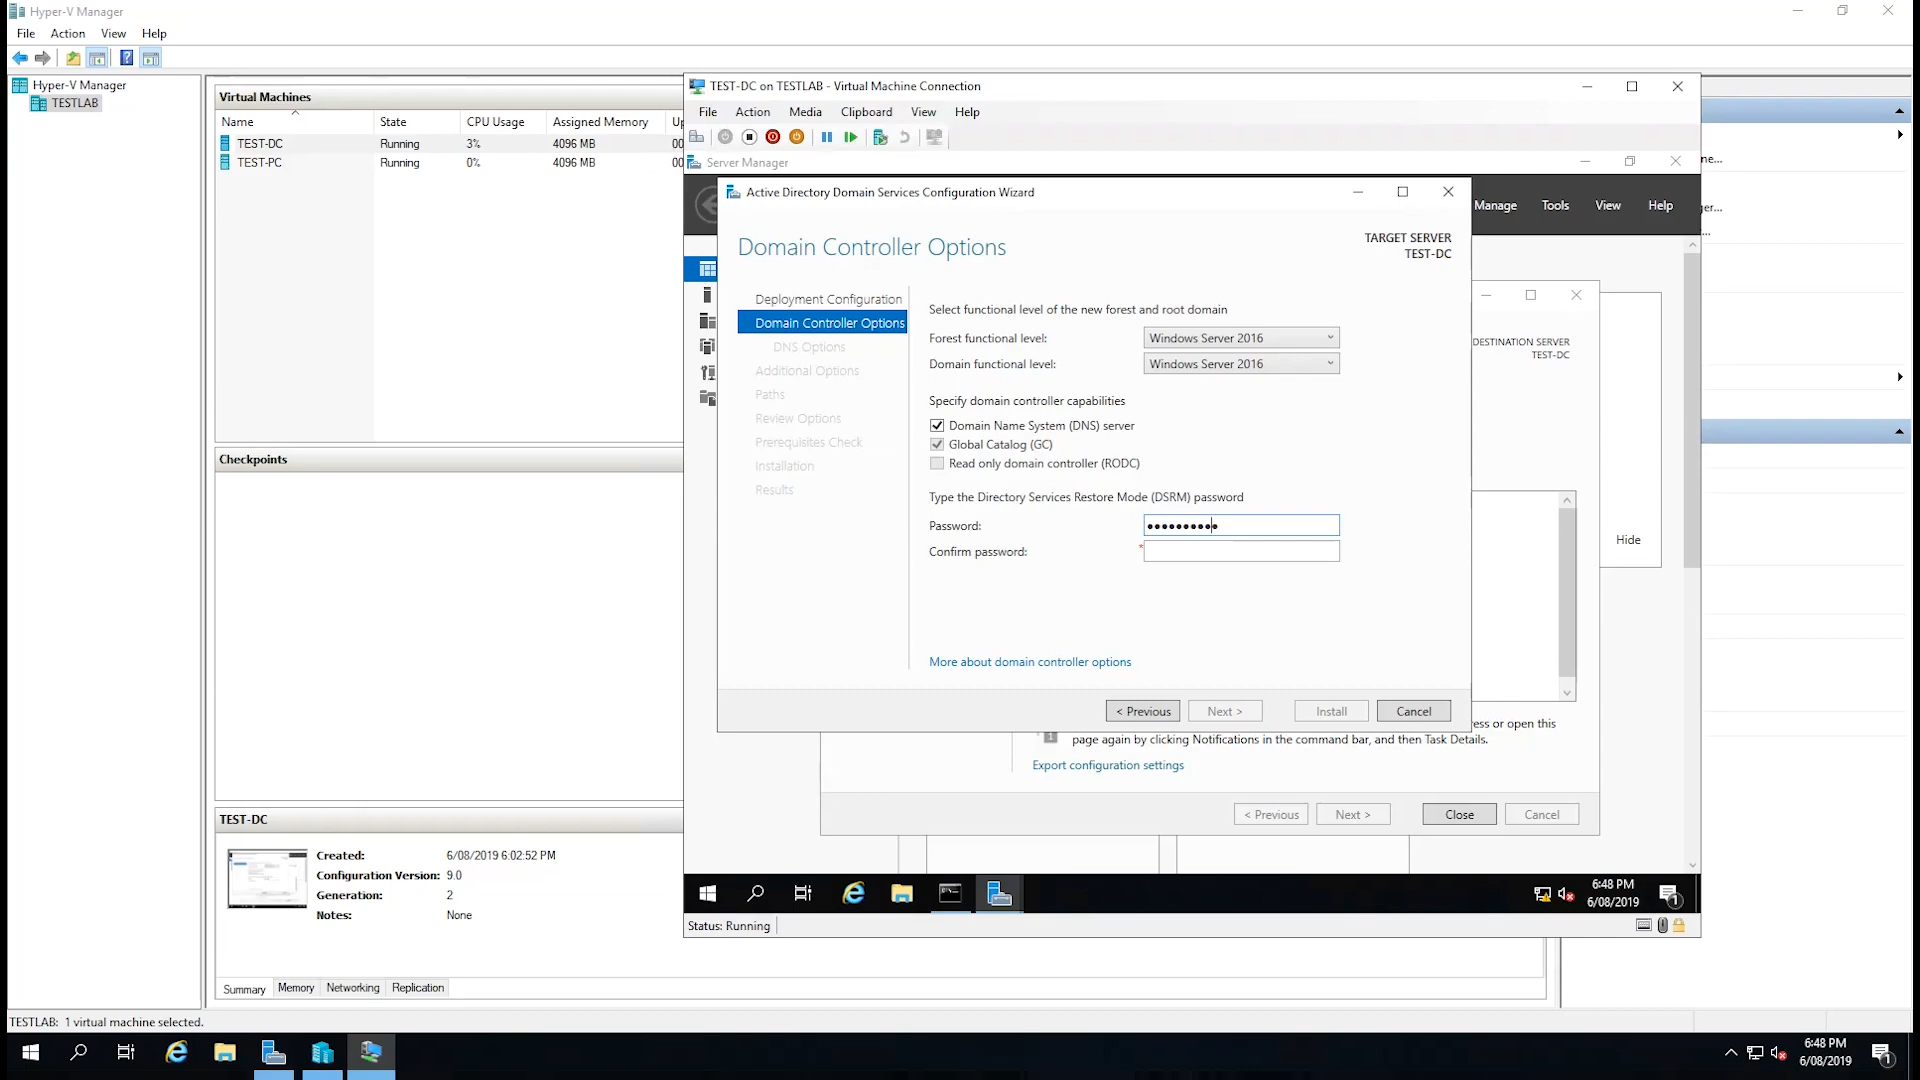 Hyper-V Manager
File Action View Help
Hyper-V Manager
TESTLAB
Virtual Machines
Name State CPU Usage Assigned Memory
TEST-DC Running 3% 4096 MB 00
TEST-PC Running 0% 4096 MB 00
Checkpoints
TEST-DC
Created: 6/08/2019 6:02:52 PM
Configuration Version: 9.0
Generation: 2
Notes: None
Summary Memory Networking Replication
TESTLAB: 1 virtual machine selected.
TEST-DC on TESTLAB - Virtual Machine Connection
File Action Media Clipboard View Help
Server Manager
Manage Tools View Help
Active Directory Domain Services Configuration Wizard
Domain Controller Options
TARGET SERVER
TEST-DC
Deployment Configuration
Domain Controller Options
DNS Options
Additional Options
Paths
Review Options
Prerequisites Check
Installation
Results
Select functional level of the new forest and root domain
Forest functional level: Windows Server 2016
Domain functional level: Windows Server 2016
Specify domain controller capabilities
Domain Name System (DNS) server
Global Catalog (GC)
Read only domain controller (RODC)
Type the Directory Services Restore Mode (DSRM) password
Password: ••••••••••
Confirm password: *
More about domain controller options
< Previous Next > Install Cancel
DESTINATION SERVER
TEST-DC
Hide
ess or open this
page again by clicking Notifications in the command bar, and then Task Details.
Export configuration settings
< Previous Next > Close Cancel
6:48 PM
6/08/2019
1
Status: Running
ne...
ger...
6:48 PM
6/08/2019
1